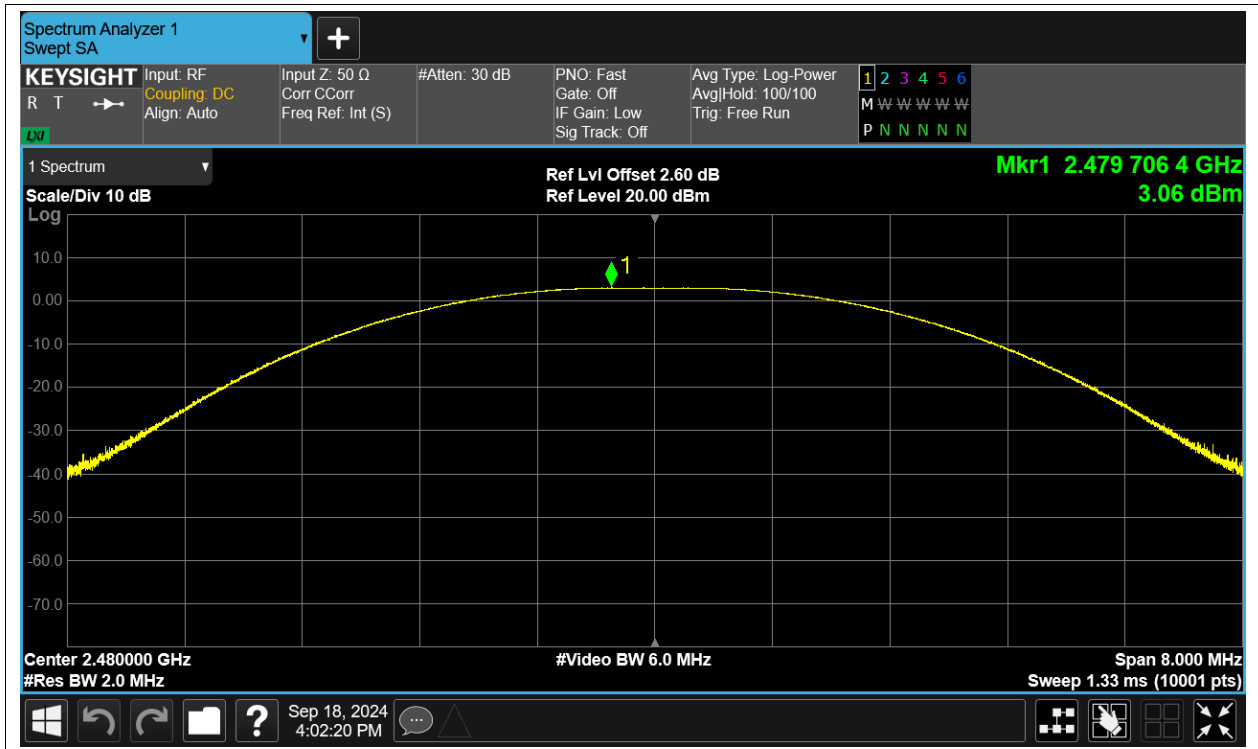 Spectrum Analyzer 1
Swept SA
KEYSIGHT
R T
LXI
Input: RF
Coupling: DC
Align: Auto
Input Z: 50 Ω
Corr CCorr
Freq Ref: Int (S)
#Atten: 30 dB
PNO: Fast
Gate: Off
IF Gain: Low
Sig Track: Off
Avg Type: Log-Power
Avg|Hold: 100/100
Trig: Free Run
1 2 3 4 5 6
M W W W W W
P N N N N N
1 Spectrum
Scale/Div 10 dB
Log
Ref Lvl Offset 2.60 dB
Ref Level 20.00 dBm
Mkr1 2.479 706 4 GHz
3.06 dBm
1
10.0
0.00
-10.0
-20.0
-30.0
-40.0
-50.0
-60.0
-70.0
Center 2.480000 GHz
#Res BW 2.0 MHz
#Video BW 6.0 MHz
Span 8.000 MHz
Sweep 1.33 ms (10001 pts)
?
Sep 18, 2024
4:02:20 PM